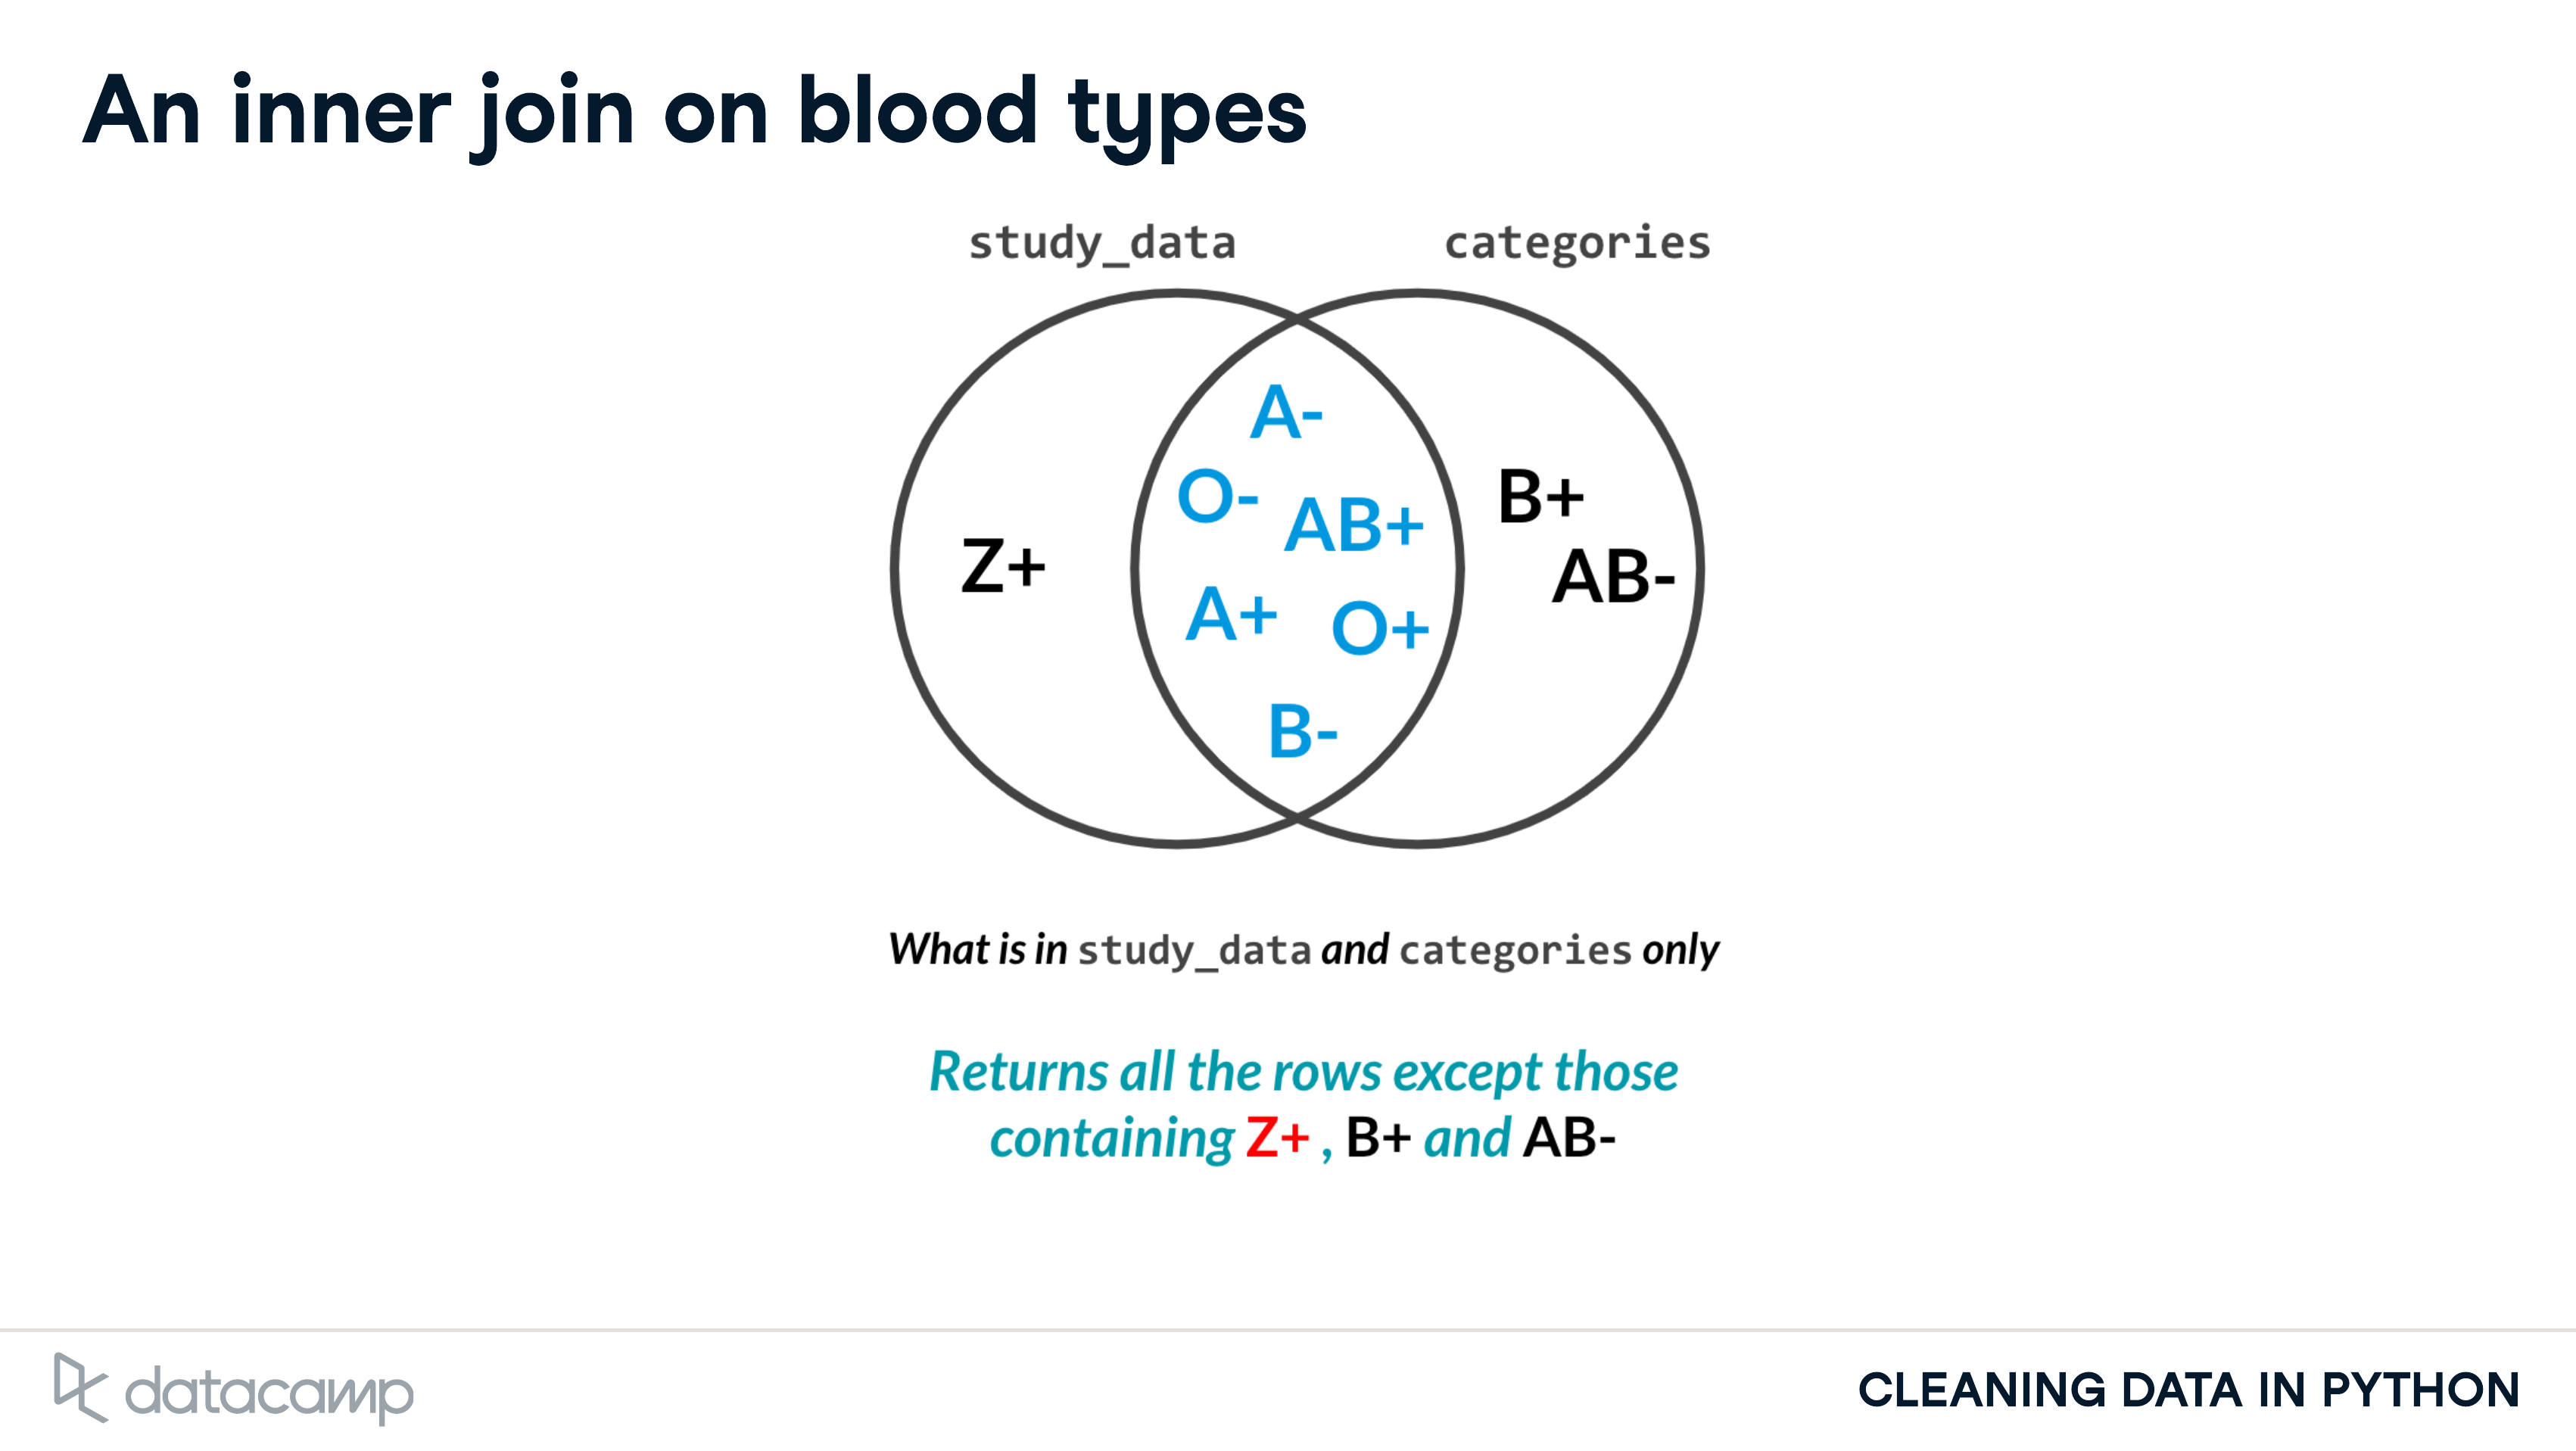 An inner join on blood types
study_data categories
A-
O- AB+ B+
Z+ AB-
A+ O+
B-
What is in study_data and categories only
Returns all the rows except those
containing Z+ , B+ and AB-
datacamp CLEANING DATA IN PYTHON